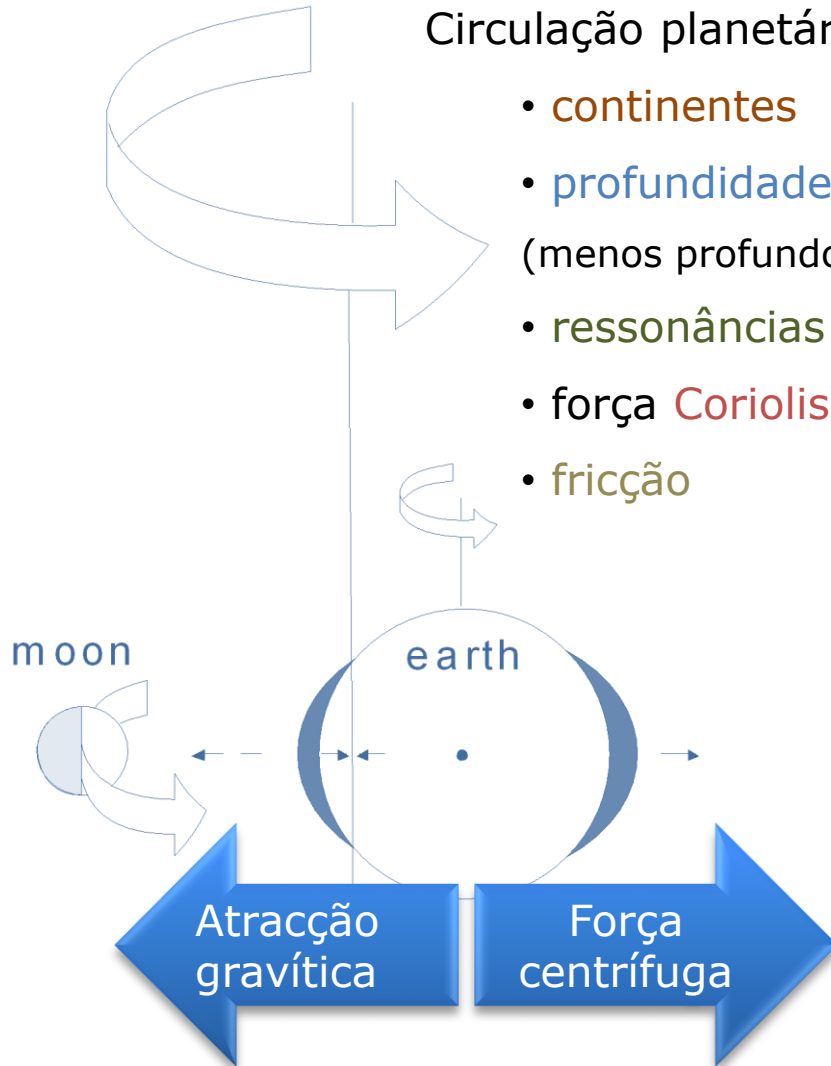 Circulação planetár
• continentes
• profundidade
(menos profundo
• ressonâncias
• força Coriolis
• fricção
moon
earth
Atracção
gravítica
Força
centrífuga